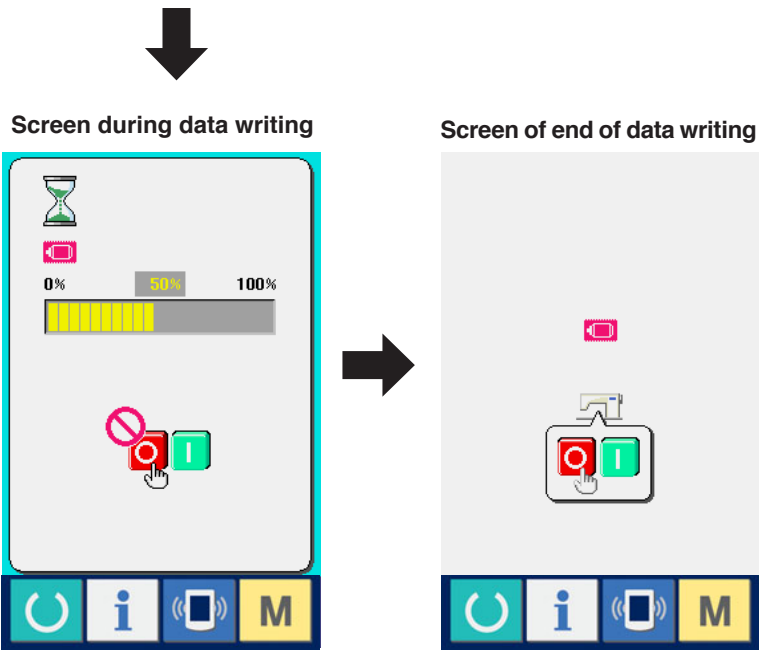 Screen during data writing
Screen of end of data writing
0% 50% 100%
i M
i M